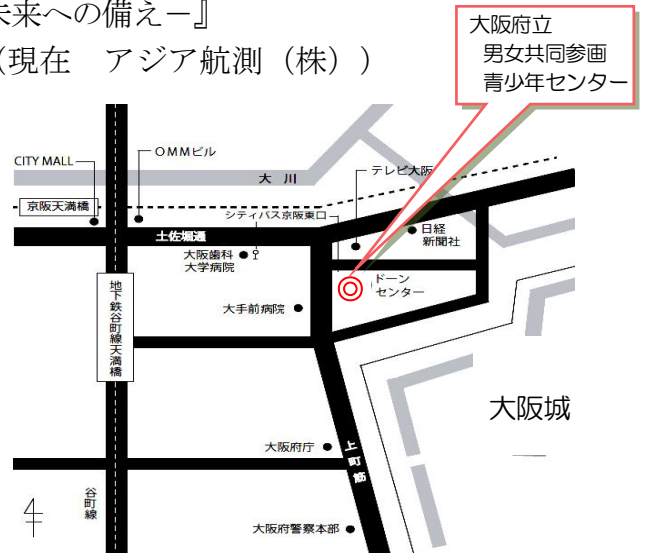 未来への備え－』
（現在　アジア航測（株））
大阪府立
男女共同参画
青少年センター
CITY MALL
OMMビル
大川
テレビ大阪
京阪天満橋
シティバス京阪東口
日経
新聞社
土佐堀通
大阪歯科
大学病院
ドーン
センター
地下鉄谷町線天満橋
大手前病院
大阪城
大阪府庁
上町筋
谷町線
大阪府警察本部